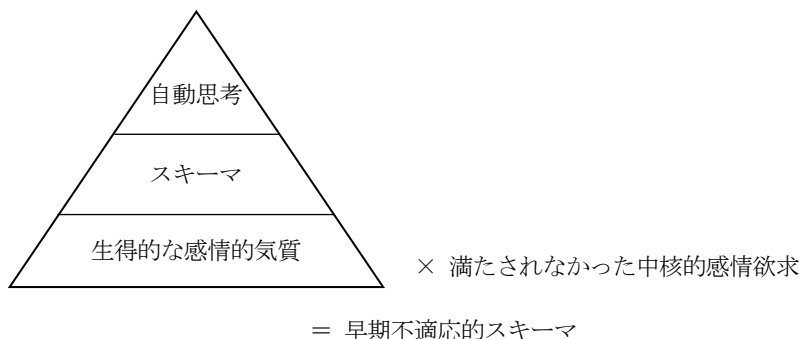 自動思考
スキーマ
生得的な感情的気質
× 満たされなかった中核的感情欲求
= 早期不適応的スキーマ